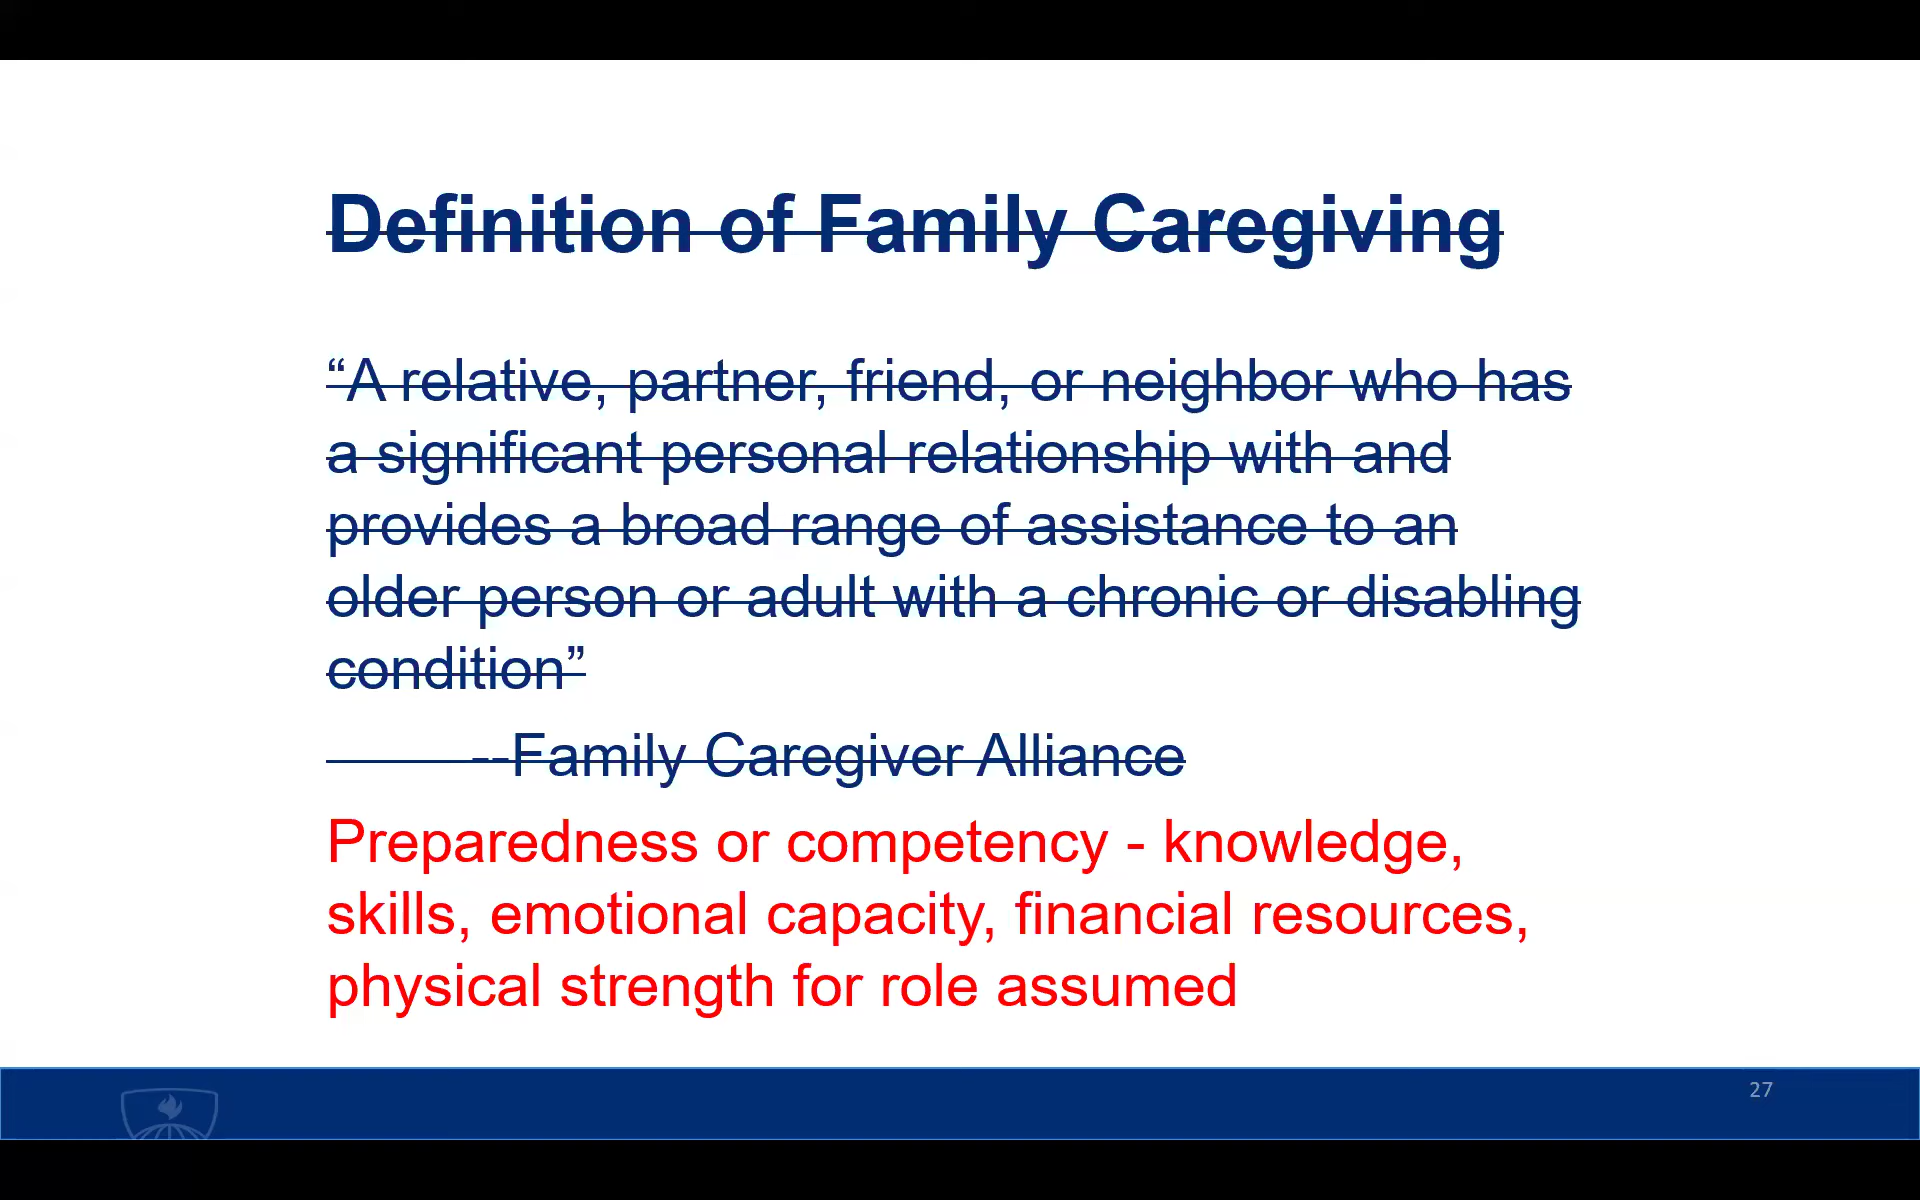 Definition of Family Caregiving
“A relative, partner, friend, or neighbor who has
a significant personal relationship with and
provides a broad range of assistance to an
older person or adult with a chronic or disabling
condition”
--Family Caregiver Alliance
Preparedness or competency - knowledge,
skills, emotional capacity, financial resources,
physical strength for role assumed
27